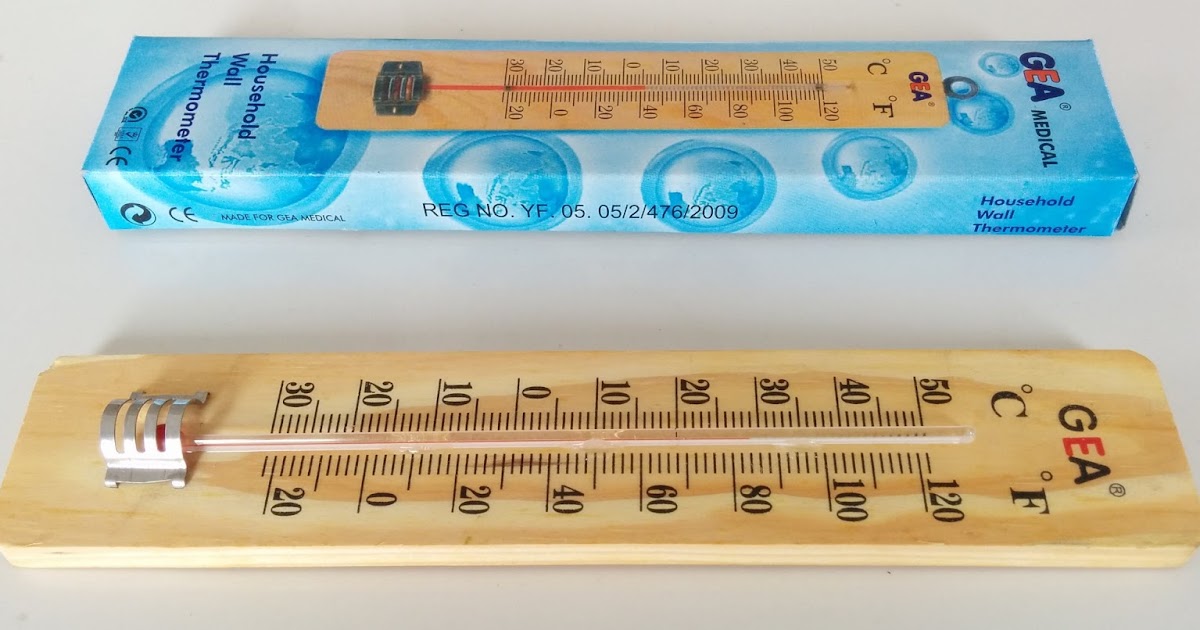 Household
Wall
Thermometer
CE
30 20 10 0 10 20 30 40 50 °C
20 0 20 40 60 80 100 120 °F
GEA®
GEA® MEDICAL
CE MADE FOR GEA MEDICAL
REG NO. YF. 05. 05/2/476/2009
Household
Wall
Thermometer
30 20 10 0 10 20 30 40 50 °C
20 0 20 40 60 80 100 120 °F
GEA®